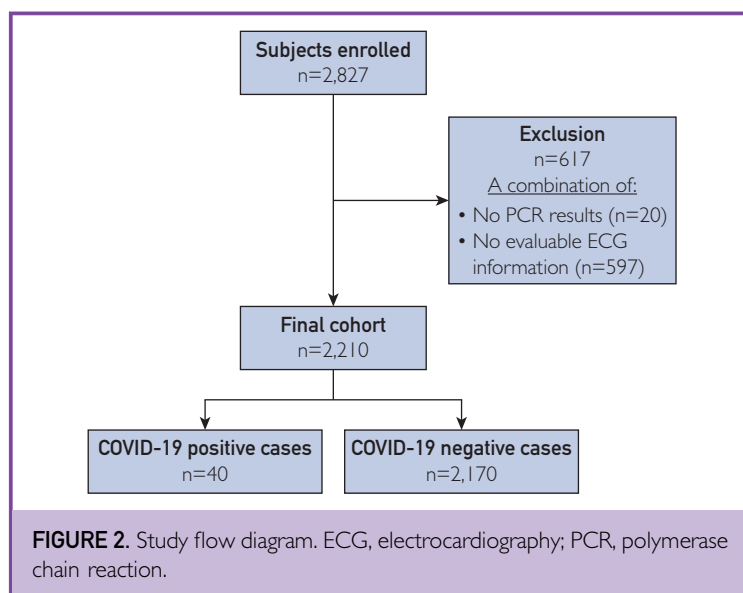 Subjects enrolled
n=2,827
Exclusion
n=617
A combination of:
• No PCR results (n=20)
• No evaluable ECG
information (n=597)
Final cohort
n=2,210
COVID-19 positive cases
n=40
COVID-19 negative cases
n=2,170
FIGURE 2. Study flow diagram. ECG, electrocardiography; PCR, polymerase
chain reaction.